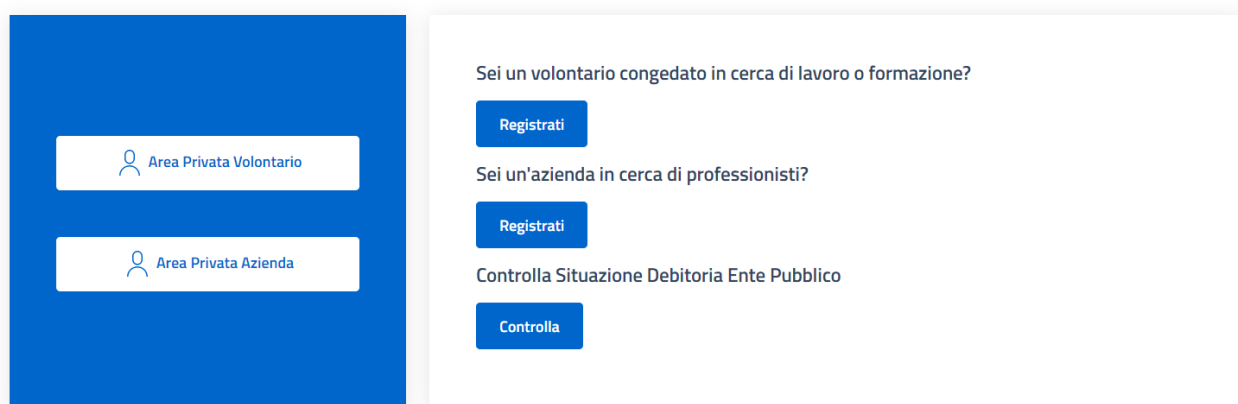 Area Privata Volontario
Area Privata Azienda
Sei un volontario congedato in cerca di lavoro o formazione?
Registrati
Sei un'azienda in cerca di professionisti?
Registrati
Controlla Situazione Debitoria Ente Pubblico
Controlla